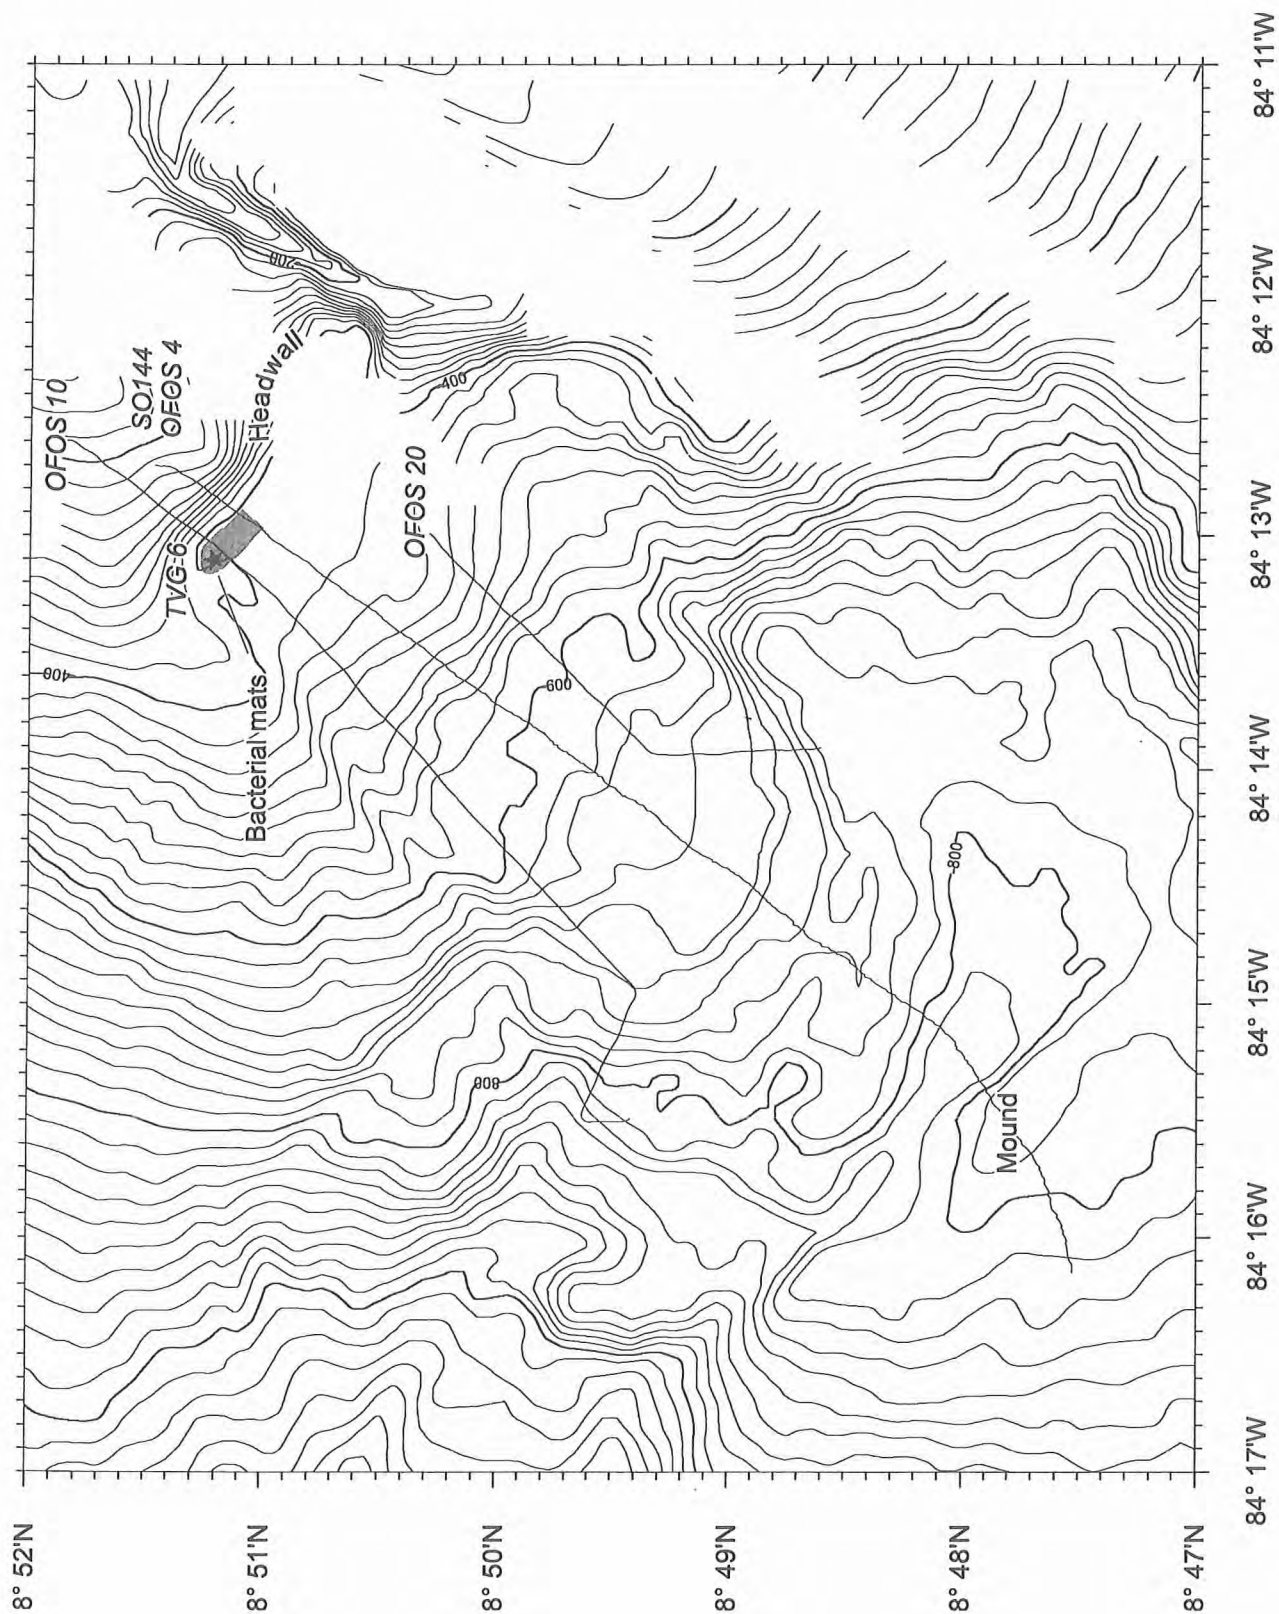 OFOS 10
SO144
OFOS 4
TVG-6
Headwall
Bacterial mats
OFOS 20
200
-400
-400
600
800
-800
Mound
8° 52'N
8° 51'N
8° 50'N
8° 49'N
8° 48'N
8° 47'N
84° 17'W
84° 16'W
84° 15'W
84° 14'W
84° 13'W
84° 12'W
84° 11'W